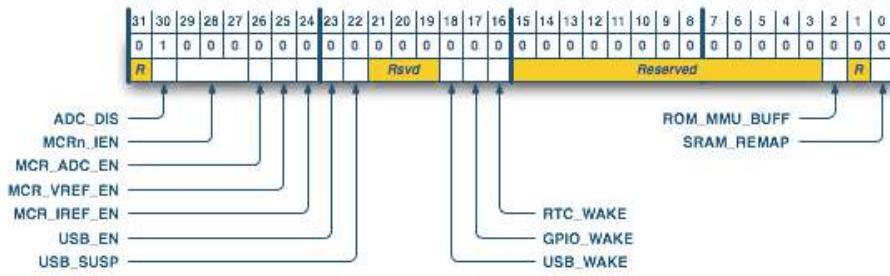 31 30 29 28 27 26 25 24 23 22 21 20 19 18 17 16 15 14 13 12 11 10 9 8 7 6 5 4 3 2 1 0
0 1 0 0 0 0 0 0 0 0 0 0 0 0 0 0 0 0 0 0 0 0 0 0 0 0 0 0 0 0 0 0
R Rsvd Reserved R
ADC_DIS ROM_MMU_BUFF
MCRn_IEN SRAM_REMAP
MCR_ADC_EN
MCR_VREF_EN
MCR_IREF_EN RTC_WAKE
USB_EN GPIO_WAKE
USB_SUSP USB_WAKE